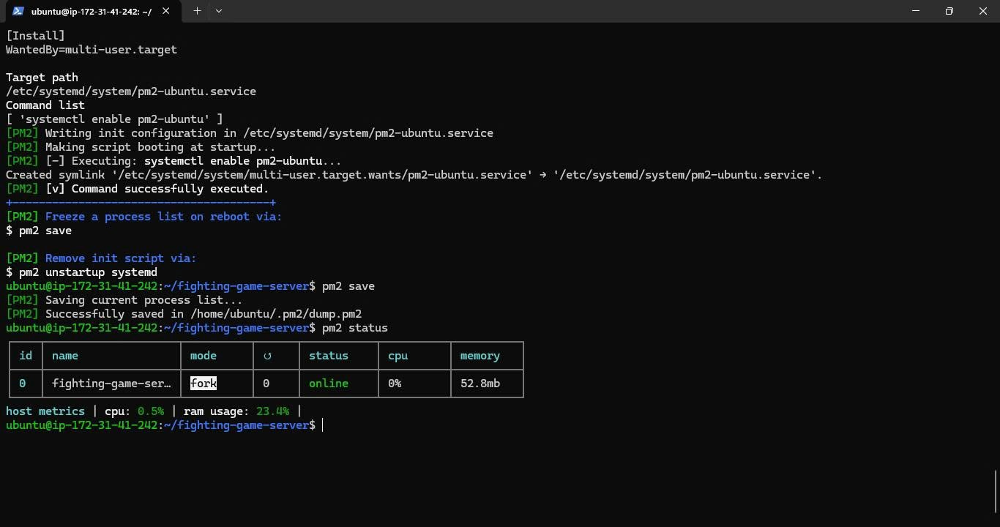 ubuntu@ip-172-31-41-242: ~/
[Install]
WantedBy=multi-user.target
Target path
/etc/systemd/system/pm2-ubuntu.service
Command list
[ 'systemctl enable pm2-ubuntu' ]
[PM2] Writing init configuration in /etc/systemd/system/pm2-ubuntu.service
[PM2] Making script booting at startup...
[PM2] [-] Executing: systemctl enable pm2-ubuntu...
Created symlink '/etc/systemd/system/multi-user.target.wants/pm2-ubuntu.service' → '/etc/systemd/system/pm2-ubuntu.service'.
[PM2] [v] Command successfully executed.
+---------------------------------------+
[PM2] Freeze a process list on reboot via:
$ pm2 save
[PM2] Remove init script via:
$ pm2 unstartup systemd
ubuntu@ip-172-31-41-242:~/fighting-game-server$ pm2 save
[PM2] Saving current process list...
[PM2] Successfully saved in /home/ubuntu/.pm2/dump.pm2
ubuntu@ip-172-31-41-242:~/fighting-game-server$ pm2 status
id name mode ↺ status cpu memory
0 fighting-game-ser… fork 0 online 0% 52.8mb
host metrics | cpu: 0.5% | ram usage: 23.4% |
ubuntu@ip-172-31-41-242:~/fighting-game-server$